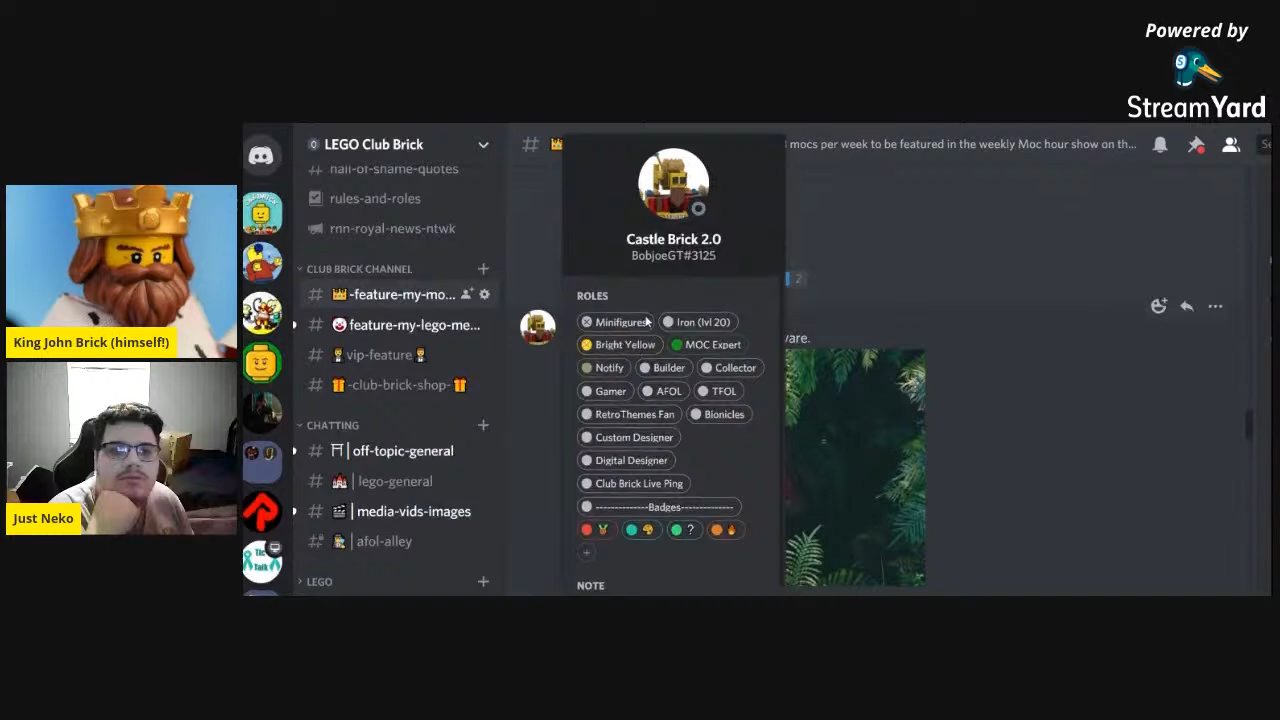 Powered by
StreamYard
King John Brick (himself!)
Just Neko
LEGO Club Brick
hall-of-shame-quotes
rules-and-roles
rnn-royal-news-ntwk
CLUB BRICK CHANNEL
-feature-my-mo...
feature-my-lego-me...
vip-feature
-club-brick-shop-
CHATTING
off-topic-general
lego-general
media-vids-images
afol-alley
LEGO
mocs per week to be featured in the weekly Moc hour show on th...
Se
Castle Brick 2.0
BobjoeGT#3125
ROLES
Minifigures
Iron (lvl 20)
Bright Yellow
MOC Expert
Notify
Builder
Collector
Gamer
AFOL
TFOL
RetroThemes Fan
Bionicles
Custom Designer
Digital Designer
Club Brick Live Ping
--------------Badges--------------
?
+
NOTE
2
ware.
Tic
Talk